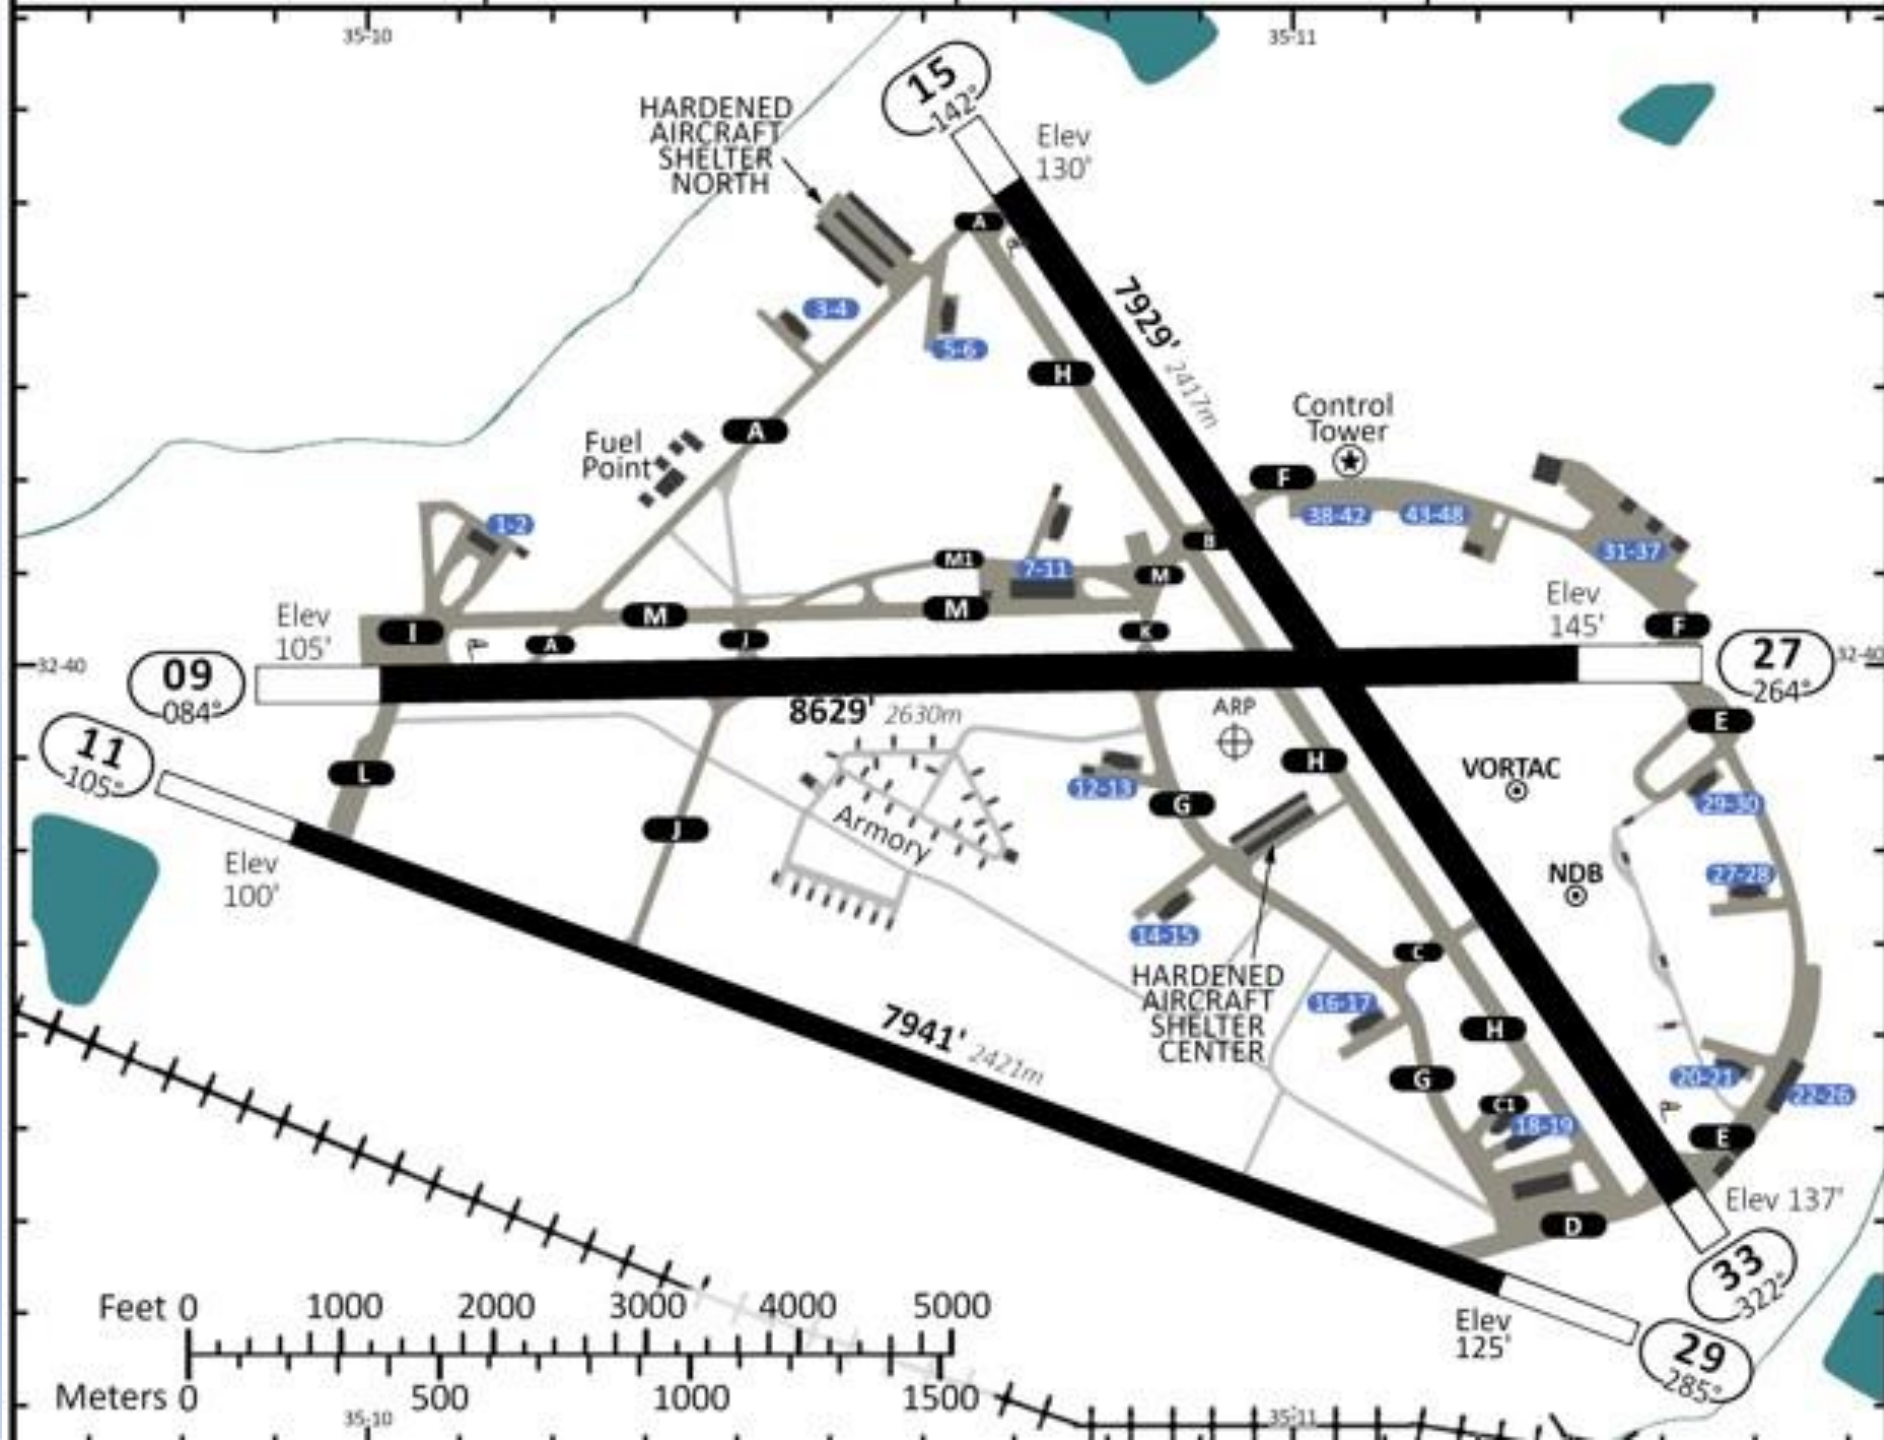 35-10
35-11
15
142°
HARDENED
AIRCRAFT
SHELTER
NORTH
Elev
130'
A
3-4
5-6
7929' 2417m
H
Control
Tower
A
Fuel
Point
F
38-42
43-48
1-2
B
31-37
M1
7-11
M
Elev
105'
I
M
M
A
J
K
Elev
145'
F
32-40
09
084°
27
264°
32-40
8629' 2630m
ARP
E
11
105°
L
H
VORTAC
12-13
G
29-30
J
Armory
Elev
100'
NDB
27-28
14-15
C
HARDENED
AIRCRAFT
SHELTER
CENTER
16-17
7941' 2421m
H
G
20-21
22-26
C1
18-19
E
Elev 137'
D
33
322°
Elev
125'
29
285°
Feet 0 1000 2000 3000 4000 5000
Meters 0 500 1000 1500
35-10
35-11